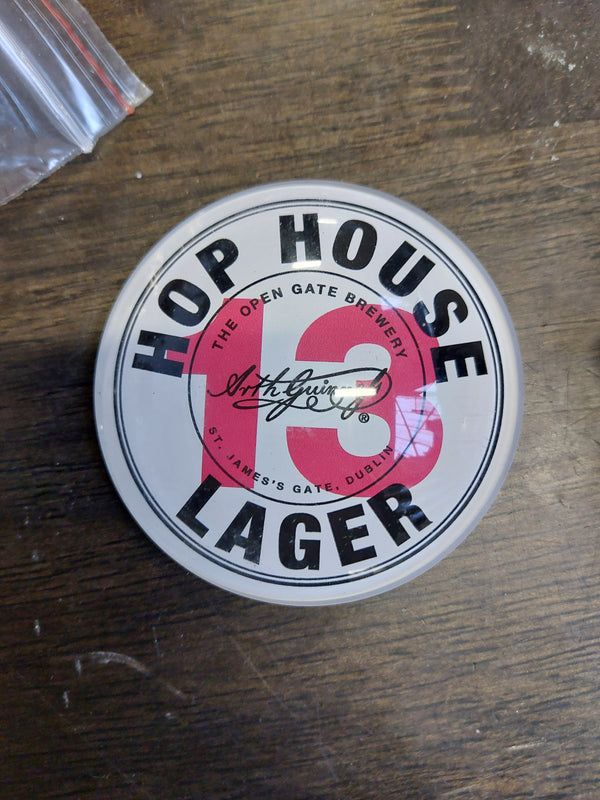 HOP HOUSE
THE OPEN GATE BREWERY
13
Arth Guinness
®
ST. JAMES'S GATE, DUBLIN
LAGER